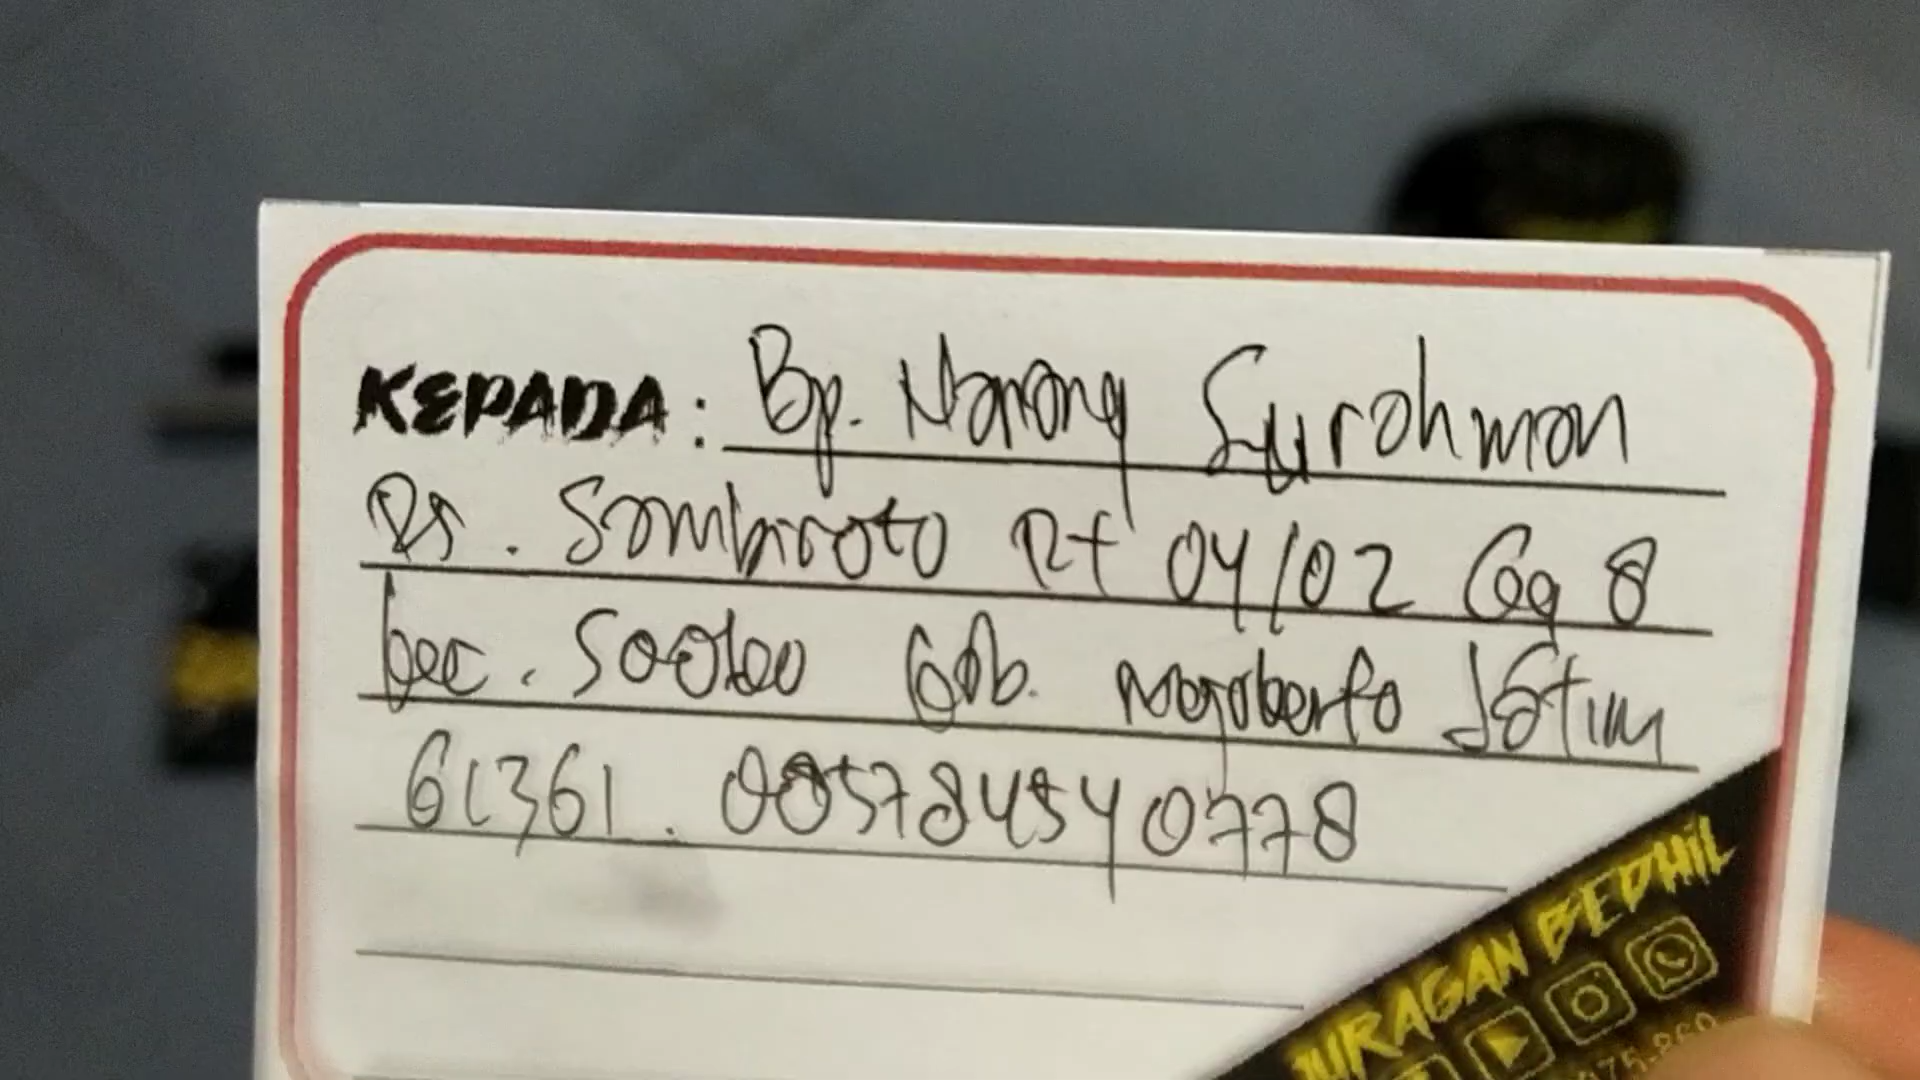 KEPADA: Bp. Nanang Surohman
Ds. Sambiroto Rt 04/02 Gg 8
kec. Sooko Kab. Mojokerto Jatim
61361. 085784540778
JURAGAN BEDHIL